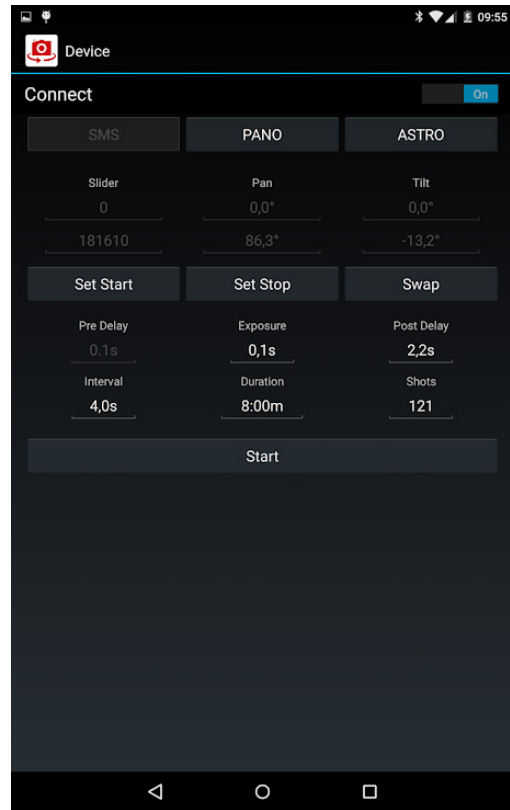 09:55
Device
Connect On
SMS PANO ASTRO
Slider Pan Tilt
0 0,0° 0,0°
181610 86,3° -13,2°
Set Start Set Stop Swap
Pre Delay Exposure Post Delay
0.1s 0,1s 2,2s
Interval Duration Shots
4,0s 8:00m 121
Start